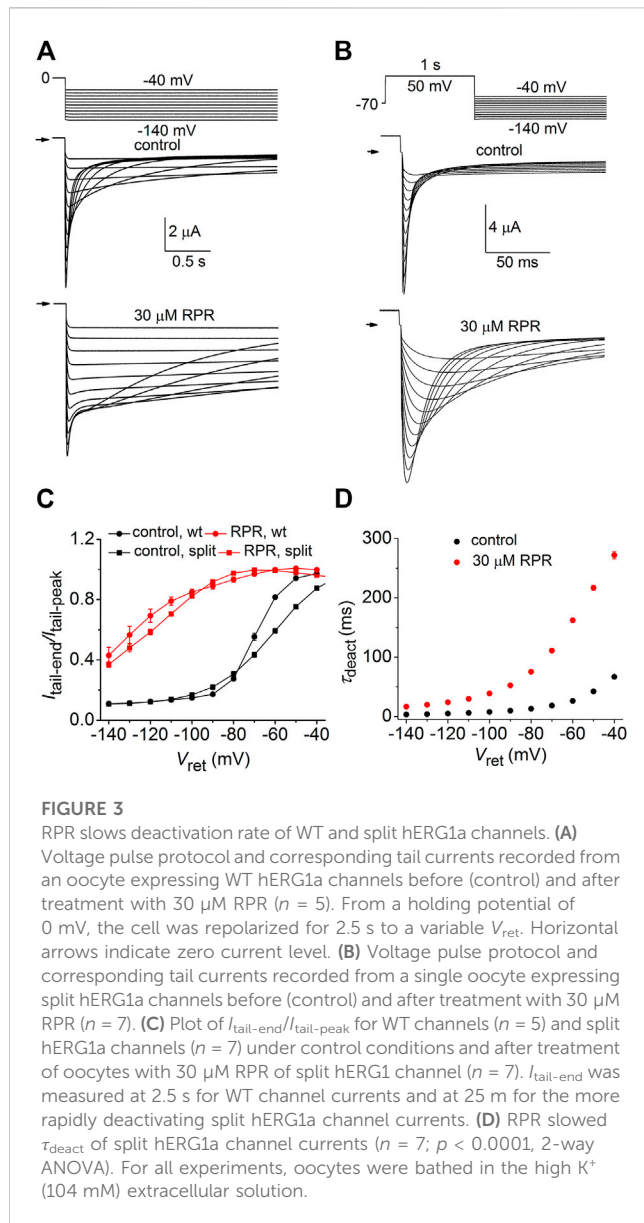 A
0
-40 mV
-140 mV
control
2 µA
0.5 s
30 µM RPR
B
1 s
50 mV
-40 mV
-70
-140 mV
control
4 µA
50 ms
30 µM RPR
C
control, wt RPR, wt
control, split RPR, split
1.2
0.8
0.4
0.0
Itail-end/Itail-peak
-140 -120 -100 -80 -60 -40
Vret (mV)
D
control
30 µM RPR
300
200
100
0
τdeact (ms)
-140 -120 -100 -80 -60 -40
Vret (mV)
FIGURE 3
RPR slows deactivation rate of WT and split hERG1a channels. (A)
Voltage pulse protocol and corresponding tail currents recorded from
an oocyte expressing WT hERG1a channels before (control) and after
treatment with 30 µM RPR (n = 5). From a holding potential of
0 mV, the cell was repolarized for 2.5 s to a variable Vret. Horizontal
arrows indicate zero current level. (B) Voltage pulse protocol and
corresponding tail currents recorded from a single oocyte expressing
split hERG1a channels before (control) and after treatment with 30 µM
RPR (n = 7). (C) Plot of Itail-end/Itail-peak for WT channels (n = 5) and split
hERG1a channels (n = 7) under control conditions and after treatment
of oocytes with 30 µM RPR of split hERG1 channel (n = 7). Itail-end was
measured at 2.5 s for WT channel currents and at 25 m for the more
rapidly deactivating split hERG1a channel currents. (D) RPR slowed
τdeact of split hERG1a channel currents (n = 7; p < 0.0001, 2-way
ANOVA). For all experiments, oocytes were bathed in the high K+
(104 mM) extracellular solution.